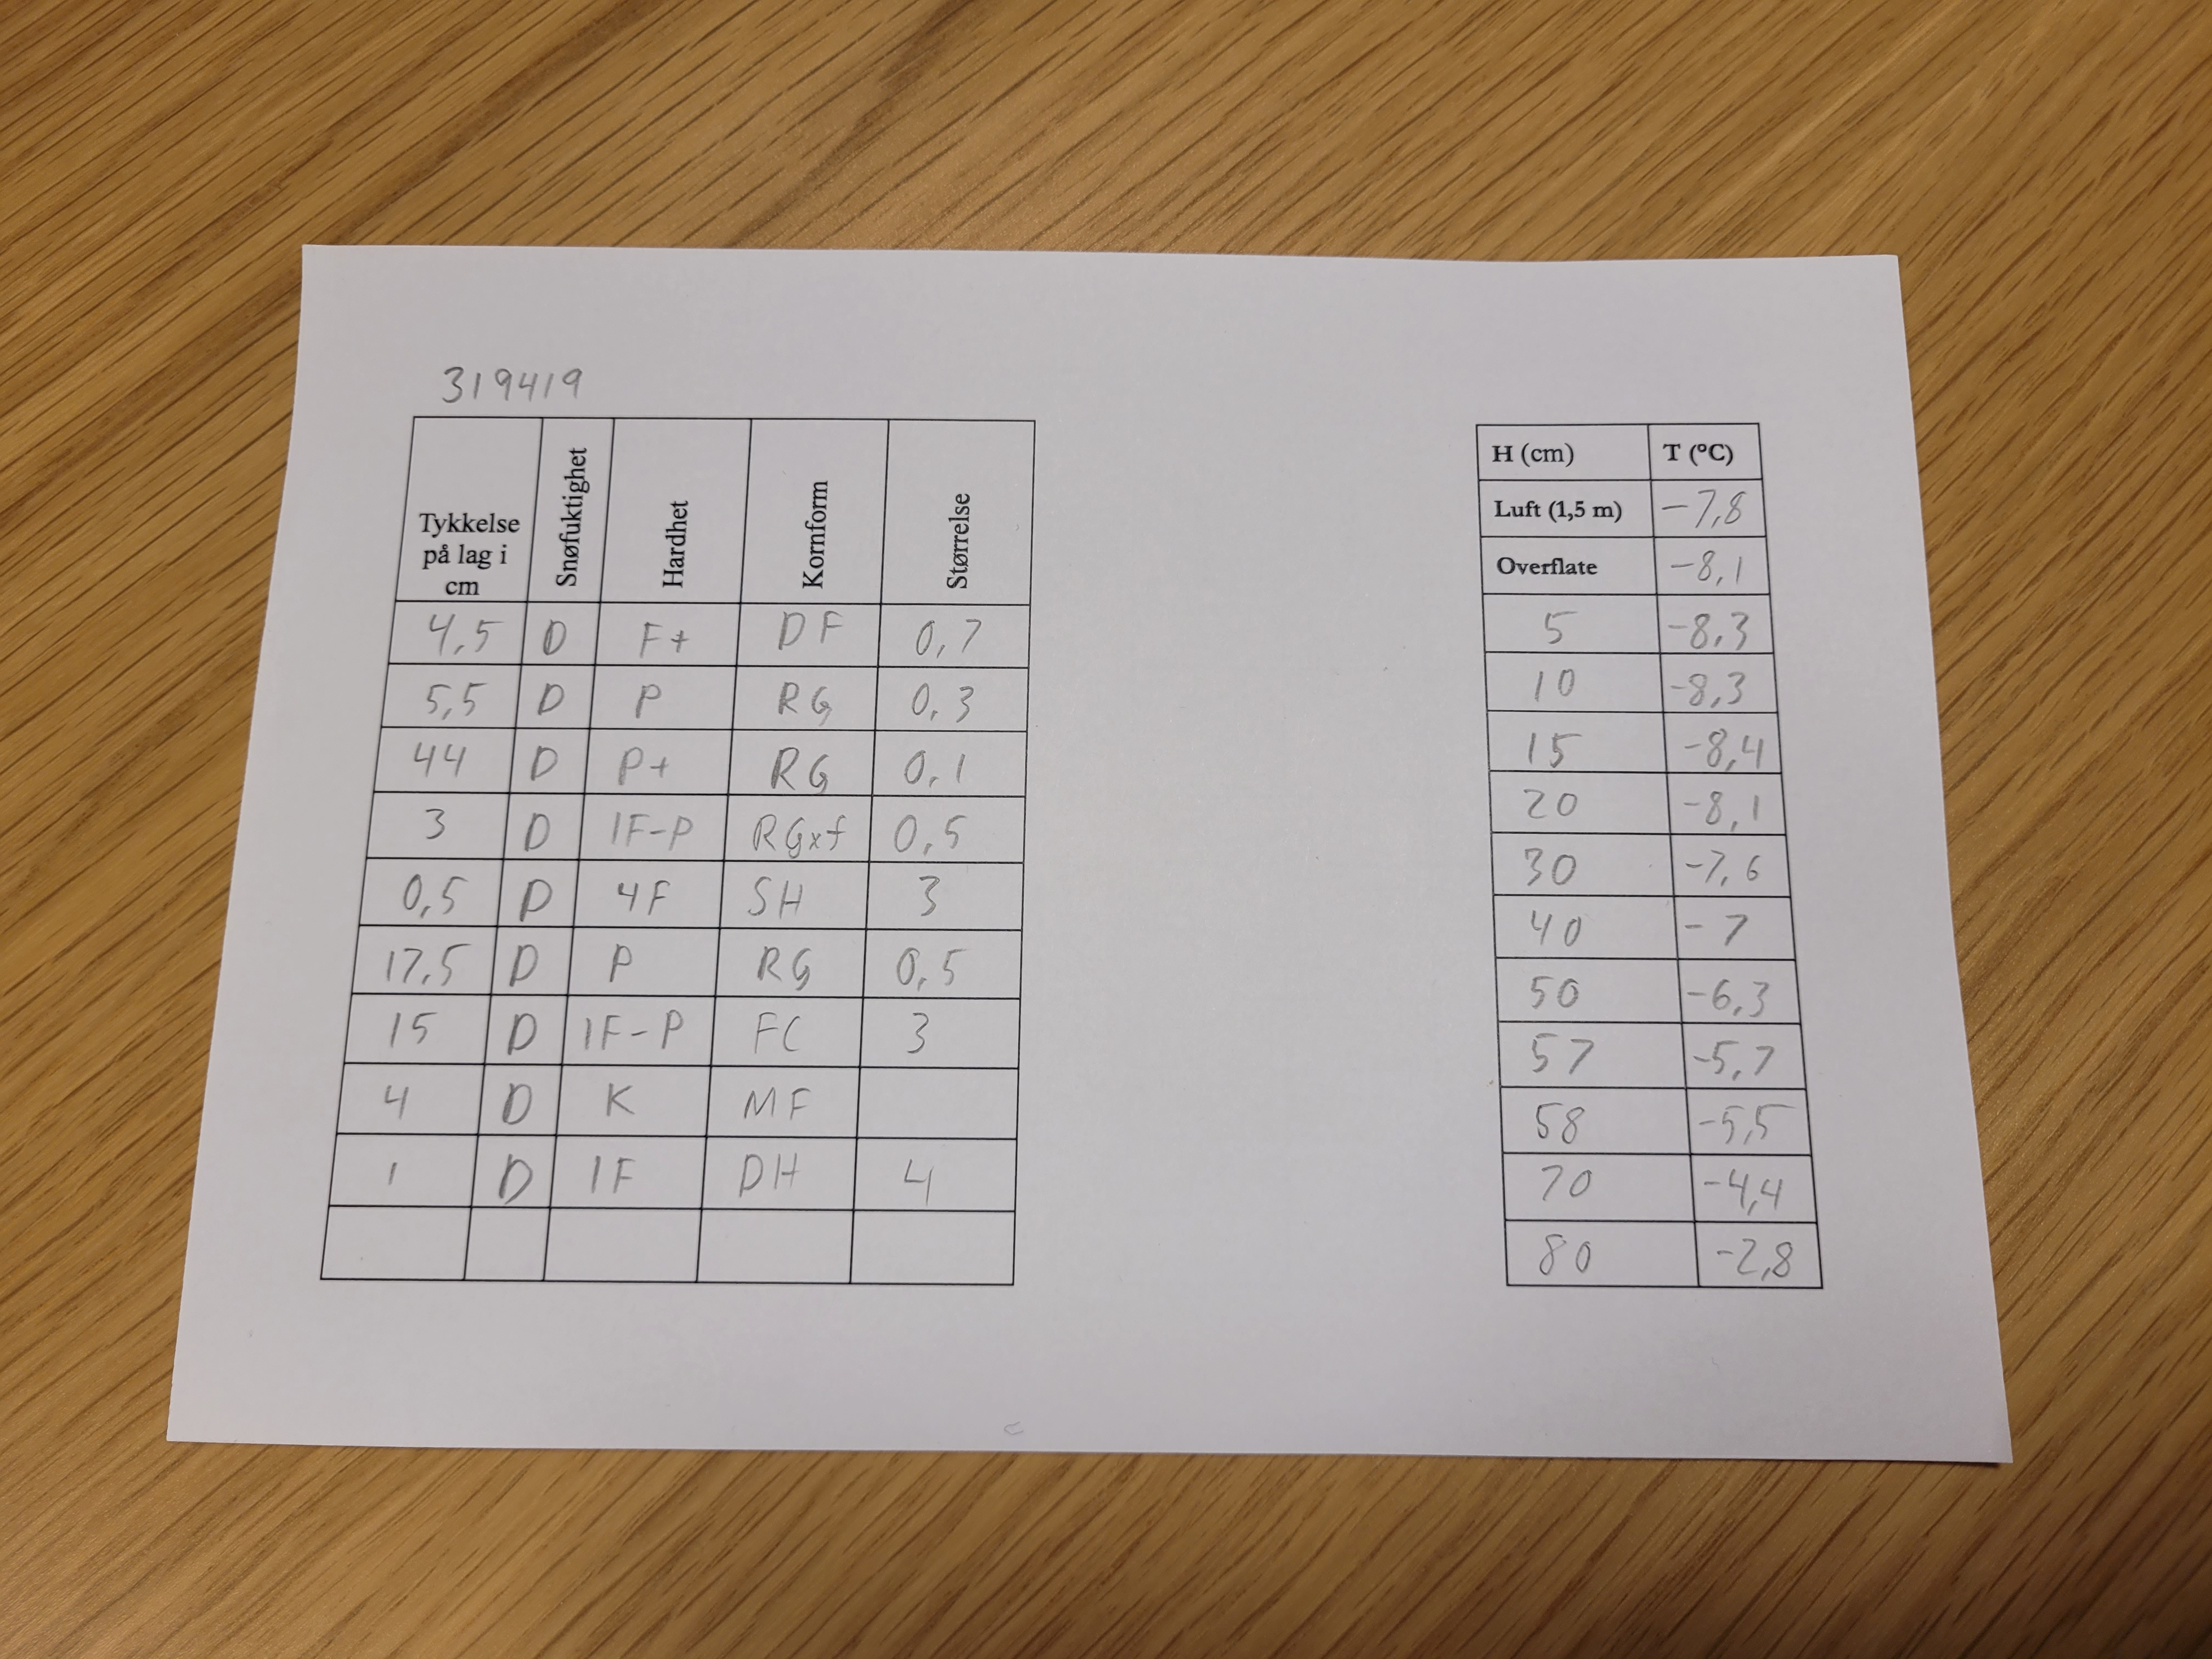 319419
Tykkelse på lag i cm Snøfuktighet Hardhet Kornform Størrelse
4,5 D F+ DF 0,7
5,5 D P RG 0,3
44 D P+ RG 0,1
3 D 1F-P RGxf 0,5
0,5 D 4F SH 3
17,5 D P RG 0,5
15 D 1F-P FC 3
4 D K MF
1 D 1F DH 4
H (cm) T (°C)
Luft (1,5 m) -7,8
Overflate -8,1
5 -8,3
10 -8,3
15 -8,4
20 -8,1
30 -7,6
40 -7
50 -6,3
57 -5,7
58 -5,5
70 -4,4
80 -2,8